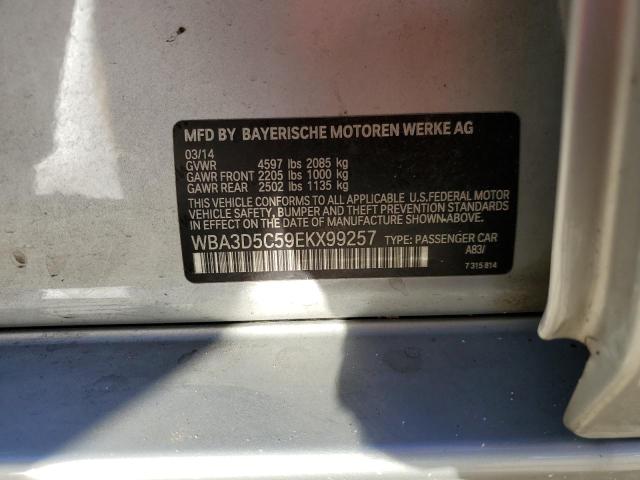 MFD BY BAYERISCHE MOTOREN WERKE AG
03/14
GVWR 4597 lbs 2085 kg
GAWR FRONT 2205 lbs 1000 kg
GAWR REAR 2502 lbs 1135 kg
THIS VEHICLE CONFORMS TO ALL APPLICABLE U.S.FEDERAL MOTOR
VEHICLE SAFETY, BUMPER AND THEFT PREVENTION STANDARDS
IN EFFECT ON THE DATE OF MANUFACTURE SHOWN ABOVE.
WBA3D5C59EKX99257 TYPE: PASSENGER CAR
A83/
7 315 814